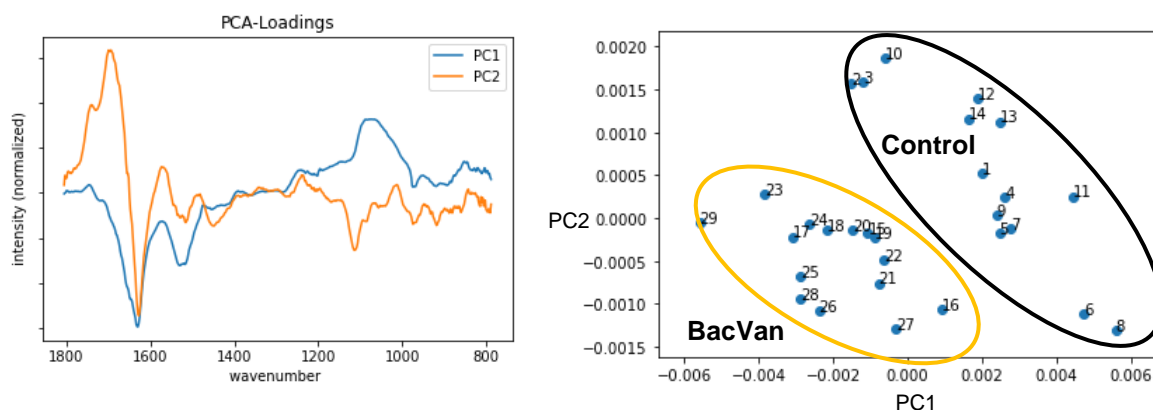 PCA-Loadings
PC1
PC2
intensity (normalized)
1800 1600 1400 1200 1000 800
wavenumber
0.0020
0.0015
0.0010
0.0005
0.0000
−0.0005
−0.0010
−0.0015
PC2
10
2 3
12
14 13
Control
1
4 11
9
5 7
6
8
23
29
24 18 20 15 19
17
22
25 21
28
26 16
27
BacVan
−0.006 −0.004 −0.002 0.000 0.002 0.004 0.006
PC1